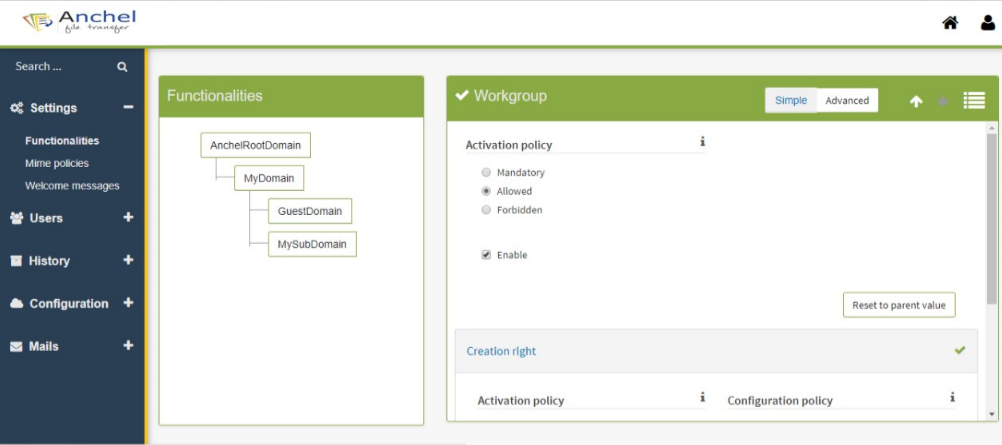 Anchel
file transfer
Search ...
Settings
Functionalities
Mime policies
Welcome messages
Users
History
Configuration
Mails
Functionalities
AnchelRootDomain
MyDomain
GuestDomain
MySubDomain
Workgroup
Simple Advanced
Activation policy
Mandatory
Allowed
Forbidden
Enable
Reset to parent value
Creation right
Activation policy Configuration policy